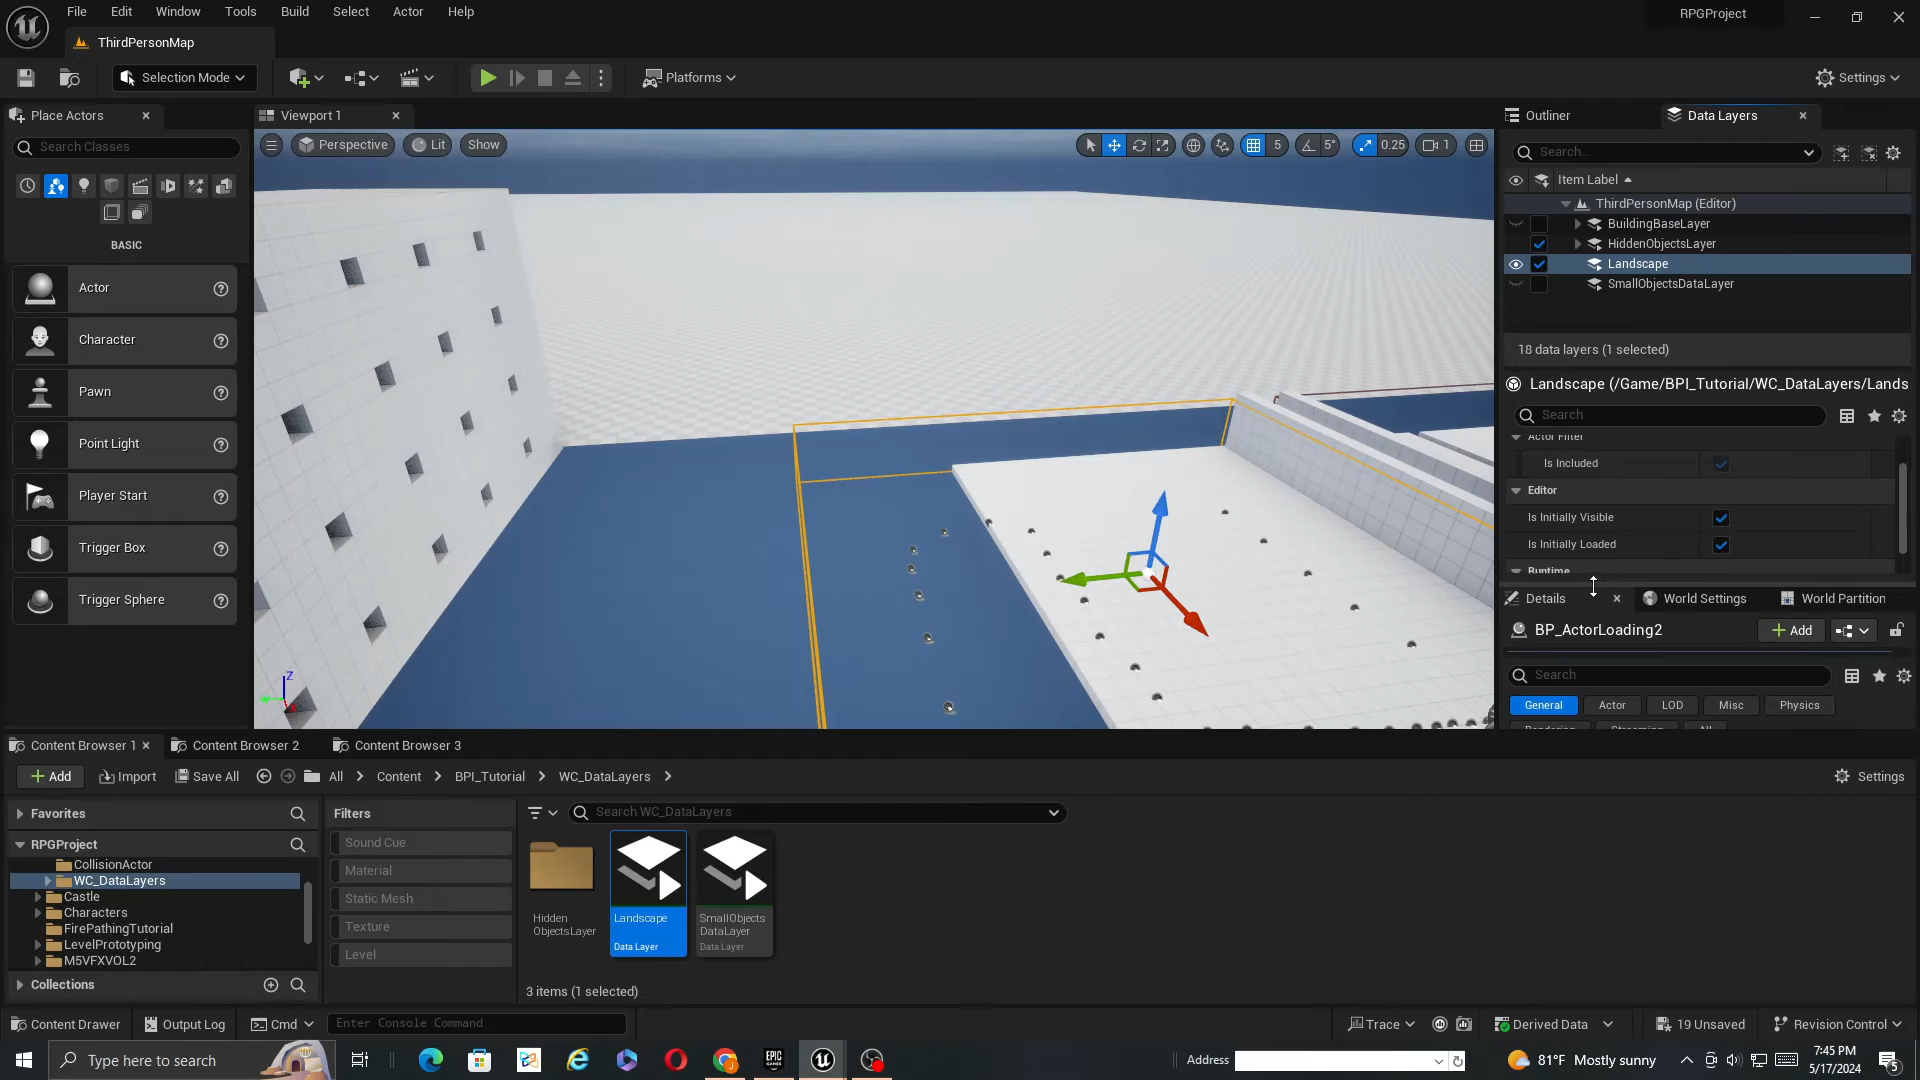 File Edit Window Tools Build Select Actor Help
RPGProject
ThirdPersonMap
Selection Mode
Platforms
Settings
Place Actors
Viewport 1
Outliner
Data Layers
Search Classes
Perspective
Lit
Show
5
5°
0.25
1
Search...
Item Label
ThirdPersonMap (Editor)
BuildingBaseLayer
HiddenObjectsLayer
Landscape
SmallObjectsDataLayer
18 data layers (1 selected)
BASIC
Actor
Character
Pawn
Point Light
Player Start
Trigger Box
Trigger Sphere
Landscape (/Game/BPI_Tutorial/WC_DataLayers/Lands
Search
Actor Filter
Is Included
Editor
Is Initially Visible
Is Initially Loaded
Runtime
Details
World Settings
World Partition
BP_ActorLoading2
Add
Search
General
Actor
LOD
Misc
Physics
Rendering
Streaming
All
Z
Content Browser 1
Content Browser 2
Content Browser 3
Add
Import
Save All
All
Content
BPI_Tutorial
WC_DataLayers
Settings
Favorites
RPGProject
CollisionActor
WC_DataLayers
Castle
Characters
FirePathingTutorial
LevelPrototyping
M5VFXVOL2
Collections
Filters
Sound Cue
Material
Static Mesh
Texture
Level
Search WC_DataLayers
Hidden
ObjectsLayer
Landscape
Data Layer
SmallObjects
DataLayer
Data Layer
3 items (1 selected)
Content Drawer
Output Log
Cmd
Enter Console Command
Trace
Derived Data
19 Unsaved
Revision Control
Type here to search
Address
81°F Mostly sunny
7:45 PM
5/17/2024
5